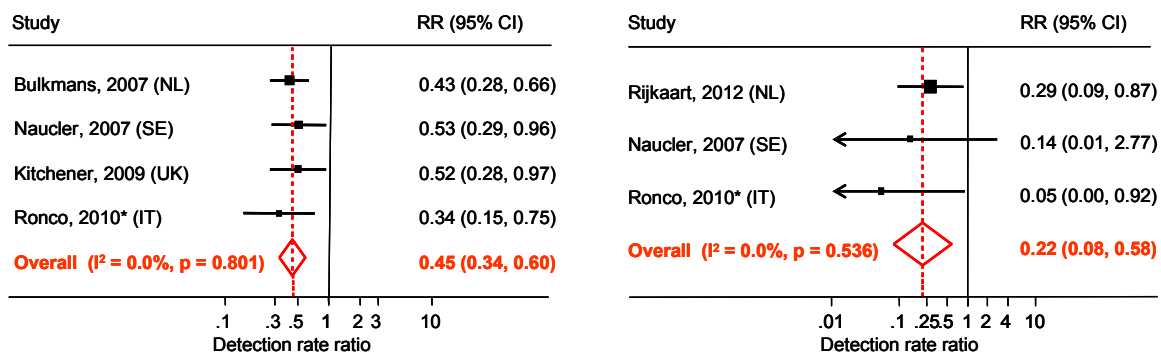 Study RR (95% CI)
Bulkmans, 2007 (NL) 0.43 (0.28, 0.66)
Naucler, 2007 (SE) 0.53 (0.29, 0.96)
Kitchener, 2009 (UK) 0.52 (0.28, 0.97)
Ronco, 2010* (IT) 0.34 (0.15, 0.75)
Overall (I² = 0.0%, p = 0.801) 0.45 (0.34, 0.60)
.1 .3 .5 1 2 3 10
Detection rate ratio
Study RR (95% CI)
Rijkaart, 2012 (NL) 0.29 (0.09, 0.87)
Naucler, 2007 (SE) 0.14 (0.01, 2.77)
Ronco, 2010* (IT) 0.05 (0.00, 0.92)
Overall (I² = 0.0%, p = 0.536) 0.22 (0.08, 0.58)
.01 .1 .25 .5 1 2 4 10
Detection rate ratio